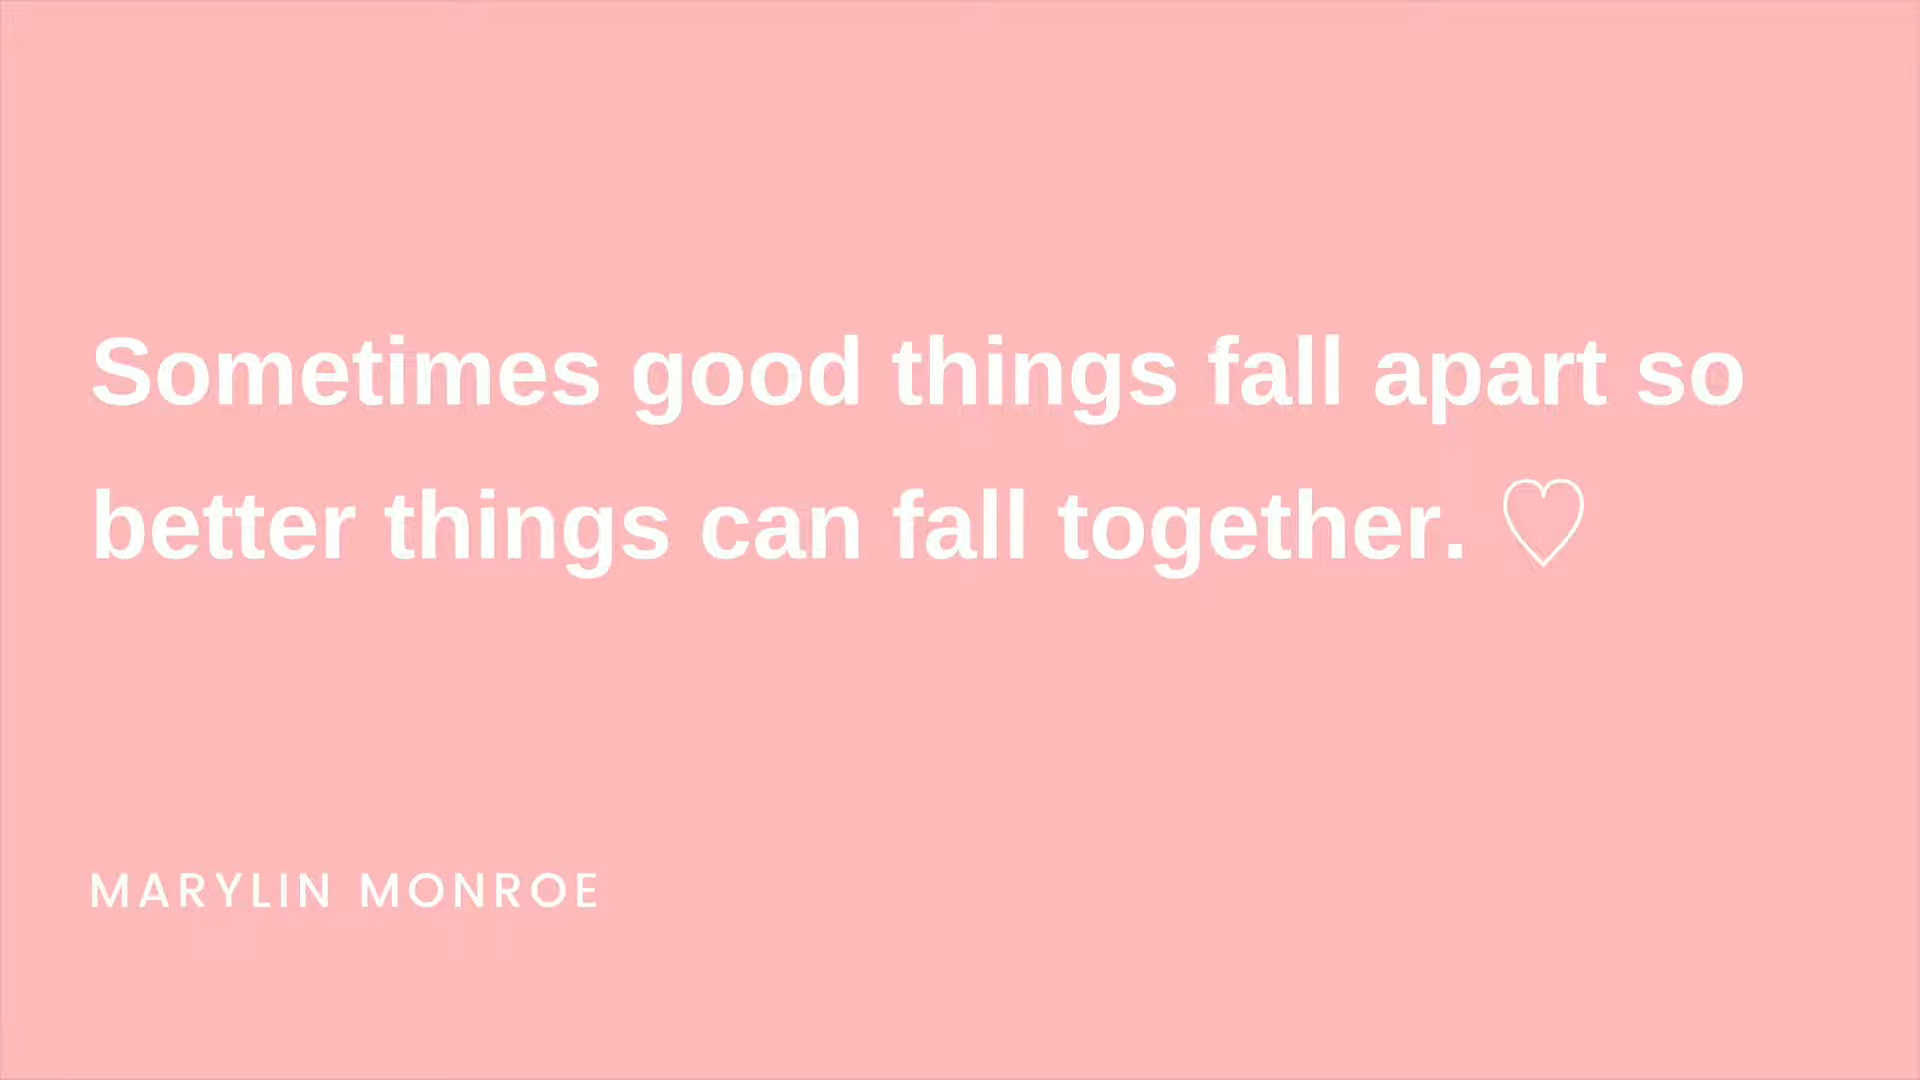 Sometimes good things fall apart so
better things can fall together. ♡
MARYLIN MONROE